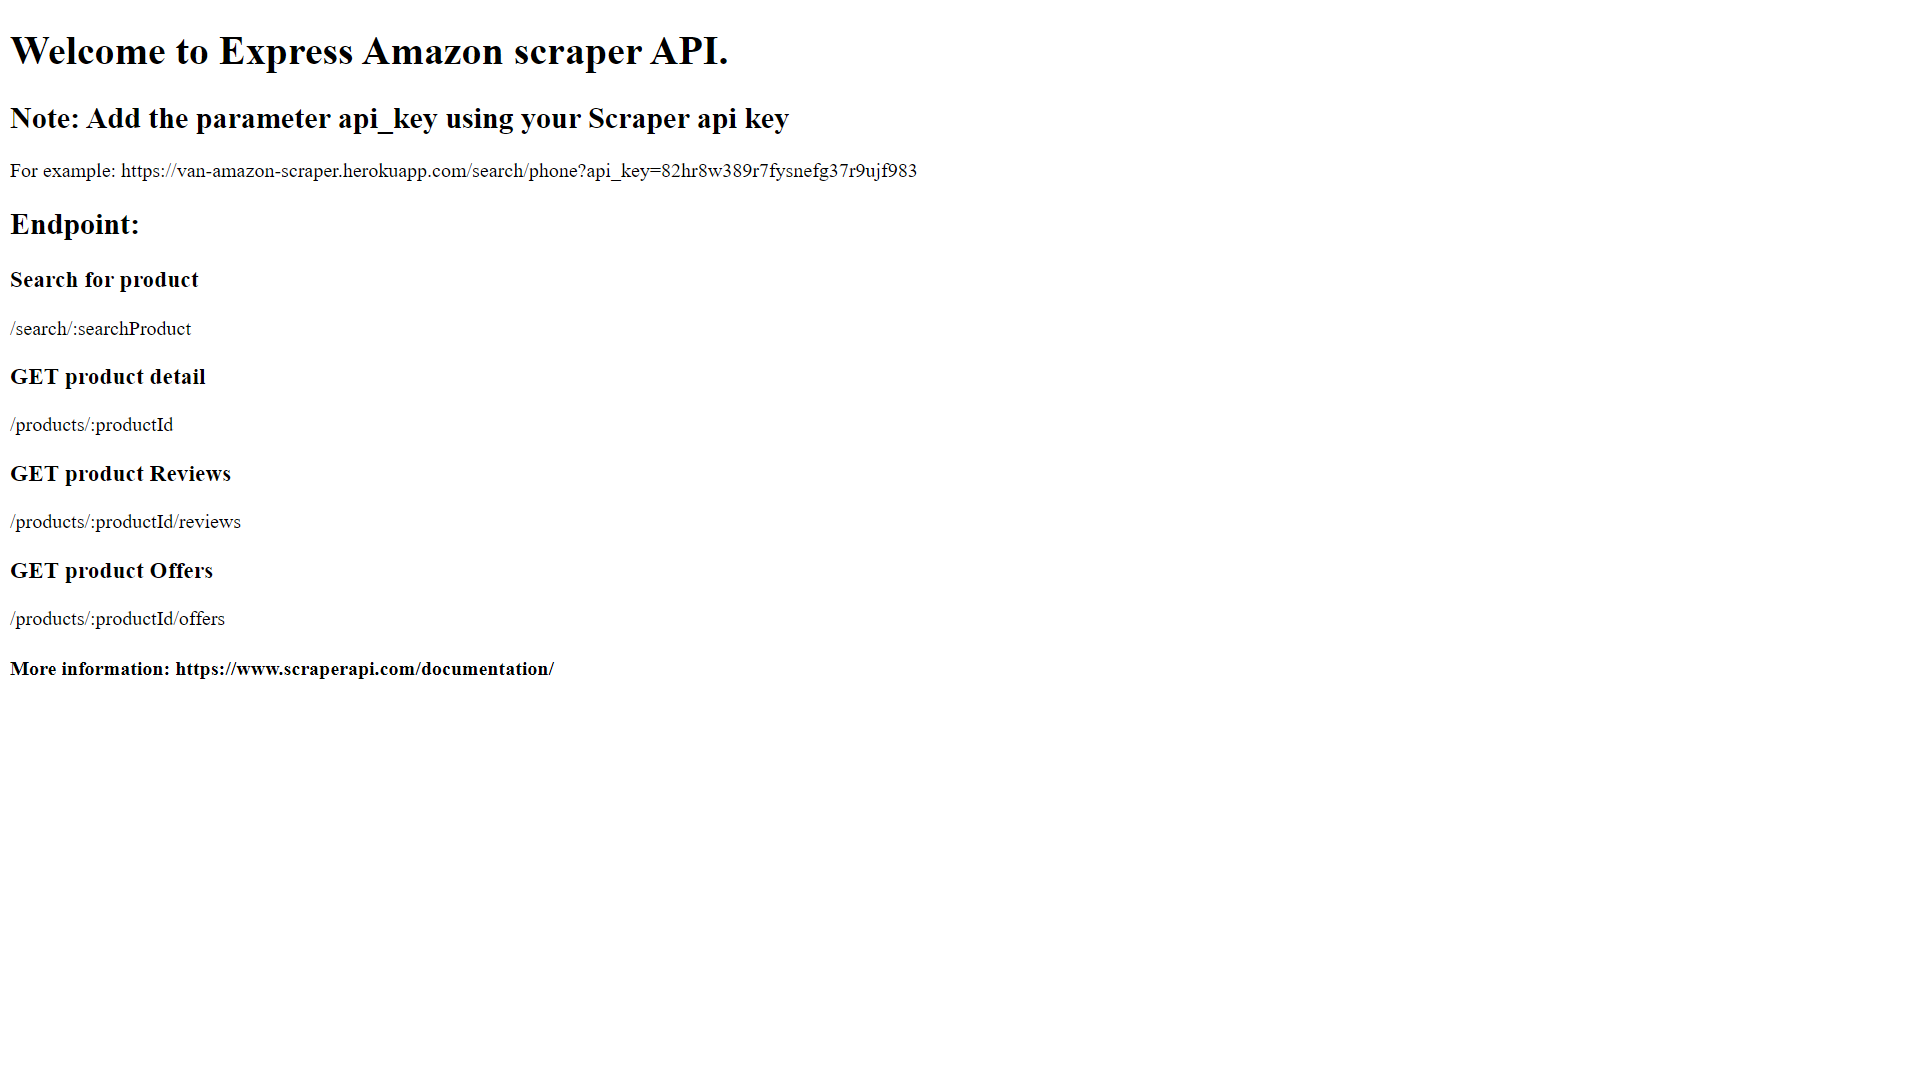 Welcome to Express Amazon scraper API.
Note: Add the parameter api_key using your Scraper api key
For example: https://van-amazon-scraper.herokuapp.com/search/phone?api_key=82hr8w389r7fysnefg37r9ujf983
Endpoint:
Search for product
/search/:searchProduct
GET product detail
/products/:productId
GET product Reviews
/products/:productId/reviews
GET product Offers
/products/:productId/offers
More information: https://www.scraperapi.com/documentation/